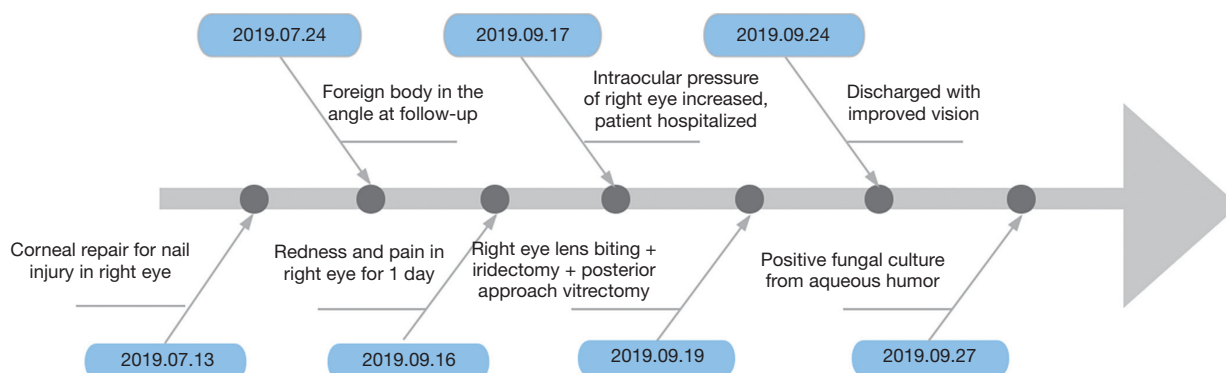 2019.07.24
2019.09.17
2019.09.24
Foreign body in the
angle at follow-up
Intraocular pressure
of right eye increased,
patient hospitalized
Discharged with
improved vision
Corneal repair for nail
injury in right eye
Redness and pain in
right eye for 1 day
Right eye lens biting +
iridectomy + posterior
approach vitrectomy
Positive fungal culture
from aqueous humor
2019.07.13
2019.09.16
2019.09.19
2019.09.27